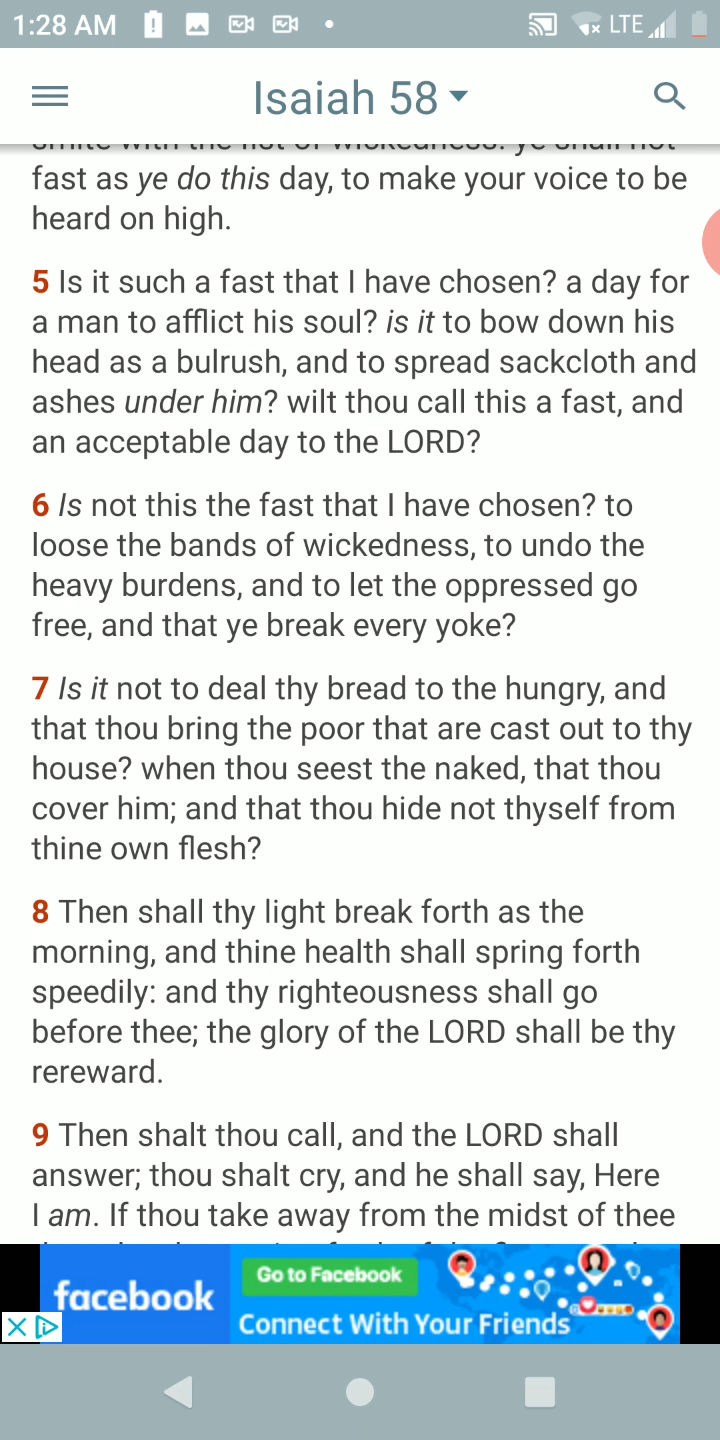 1:28 AM LTE
Isaiah 58
smite with the fist of wickedness: ye shall not
fast as ye do this day, to make your voice to be
heard on high.
5 Is it such a fast that I have chosen? a day for
a man to afflict his soul? is it to bow down his
head as a bulrush, and to spread sackcloth and
ashes under him? wilt thou call this a fast, and
an acceptable day to the LORD?
6 Is not this the fast that I have chosen? to
loose the bands of wickedness, to undo the
heavy burdens, and to let the oppressed go
free, and that ye break every yoke?
7 Is it not to deal thy bread to the hungry, and
that thou bring the poor that are cast out to thy
house? when thou seest the naked, that thou
cover him; and that thou hide not thyself from
thine own flesh?
8 Then shall thy light break forth as the
morning, and thine health shall spring forth
speedily: and thy righteousness shall go
before thee; the glory of the LORD shall be thy
rereward.
9 Then shalt thou call, and the LORD shall
answer; thou shalt cry, and he shall say, Here
I am. If thou take away from the midst of thee
facebook
Go to Facebook
Connect With Your Friends